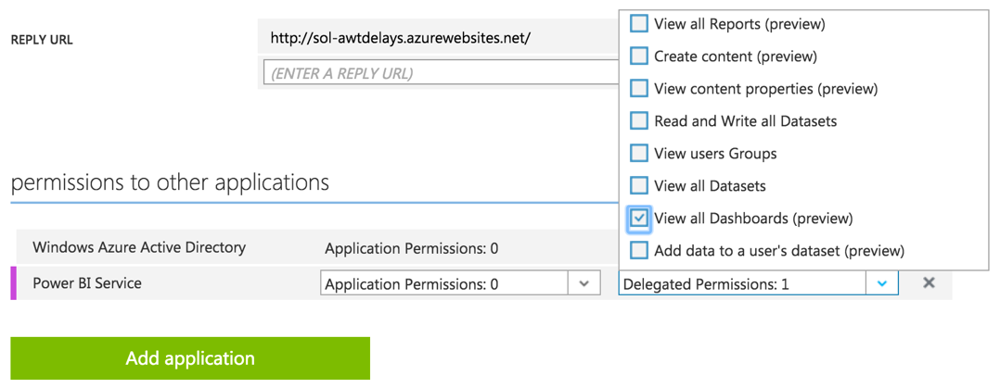 REPLY URL
http://sol-awtdelays.azurewebsites.net/
(ENTER A REPLY URL)
View all Reports (preview)
Create content (preview)
View content properties (preview)
Read and Write all Datasets
View users Groups
View all Datasets
View all Dashboards (preview)
Add data to a user's dataset (preview)
permissions to other applications
Windows Azure Active Directory Application Permissions: 0
Power BI Service Application Permissions: 0 Delegated Permissions: 1
Add application